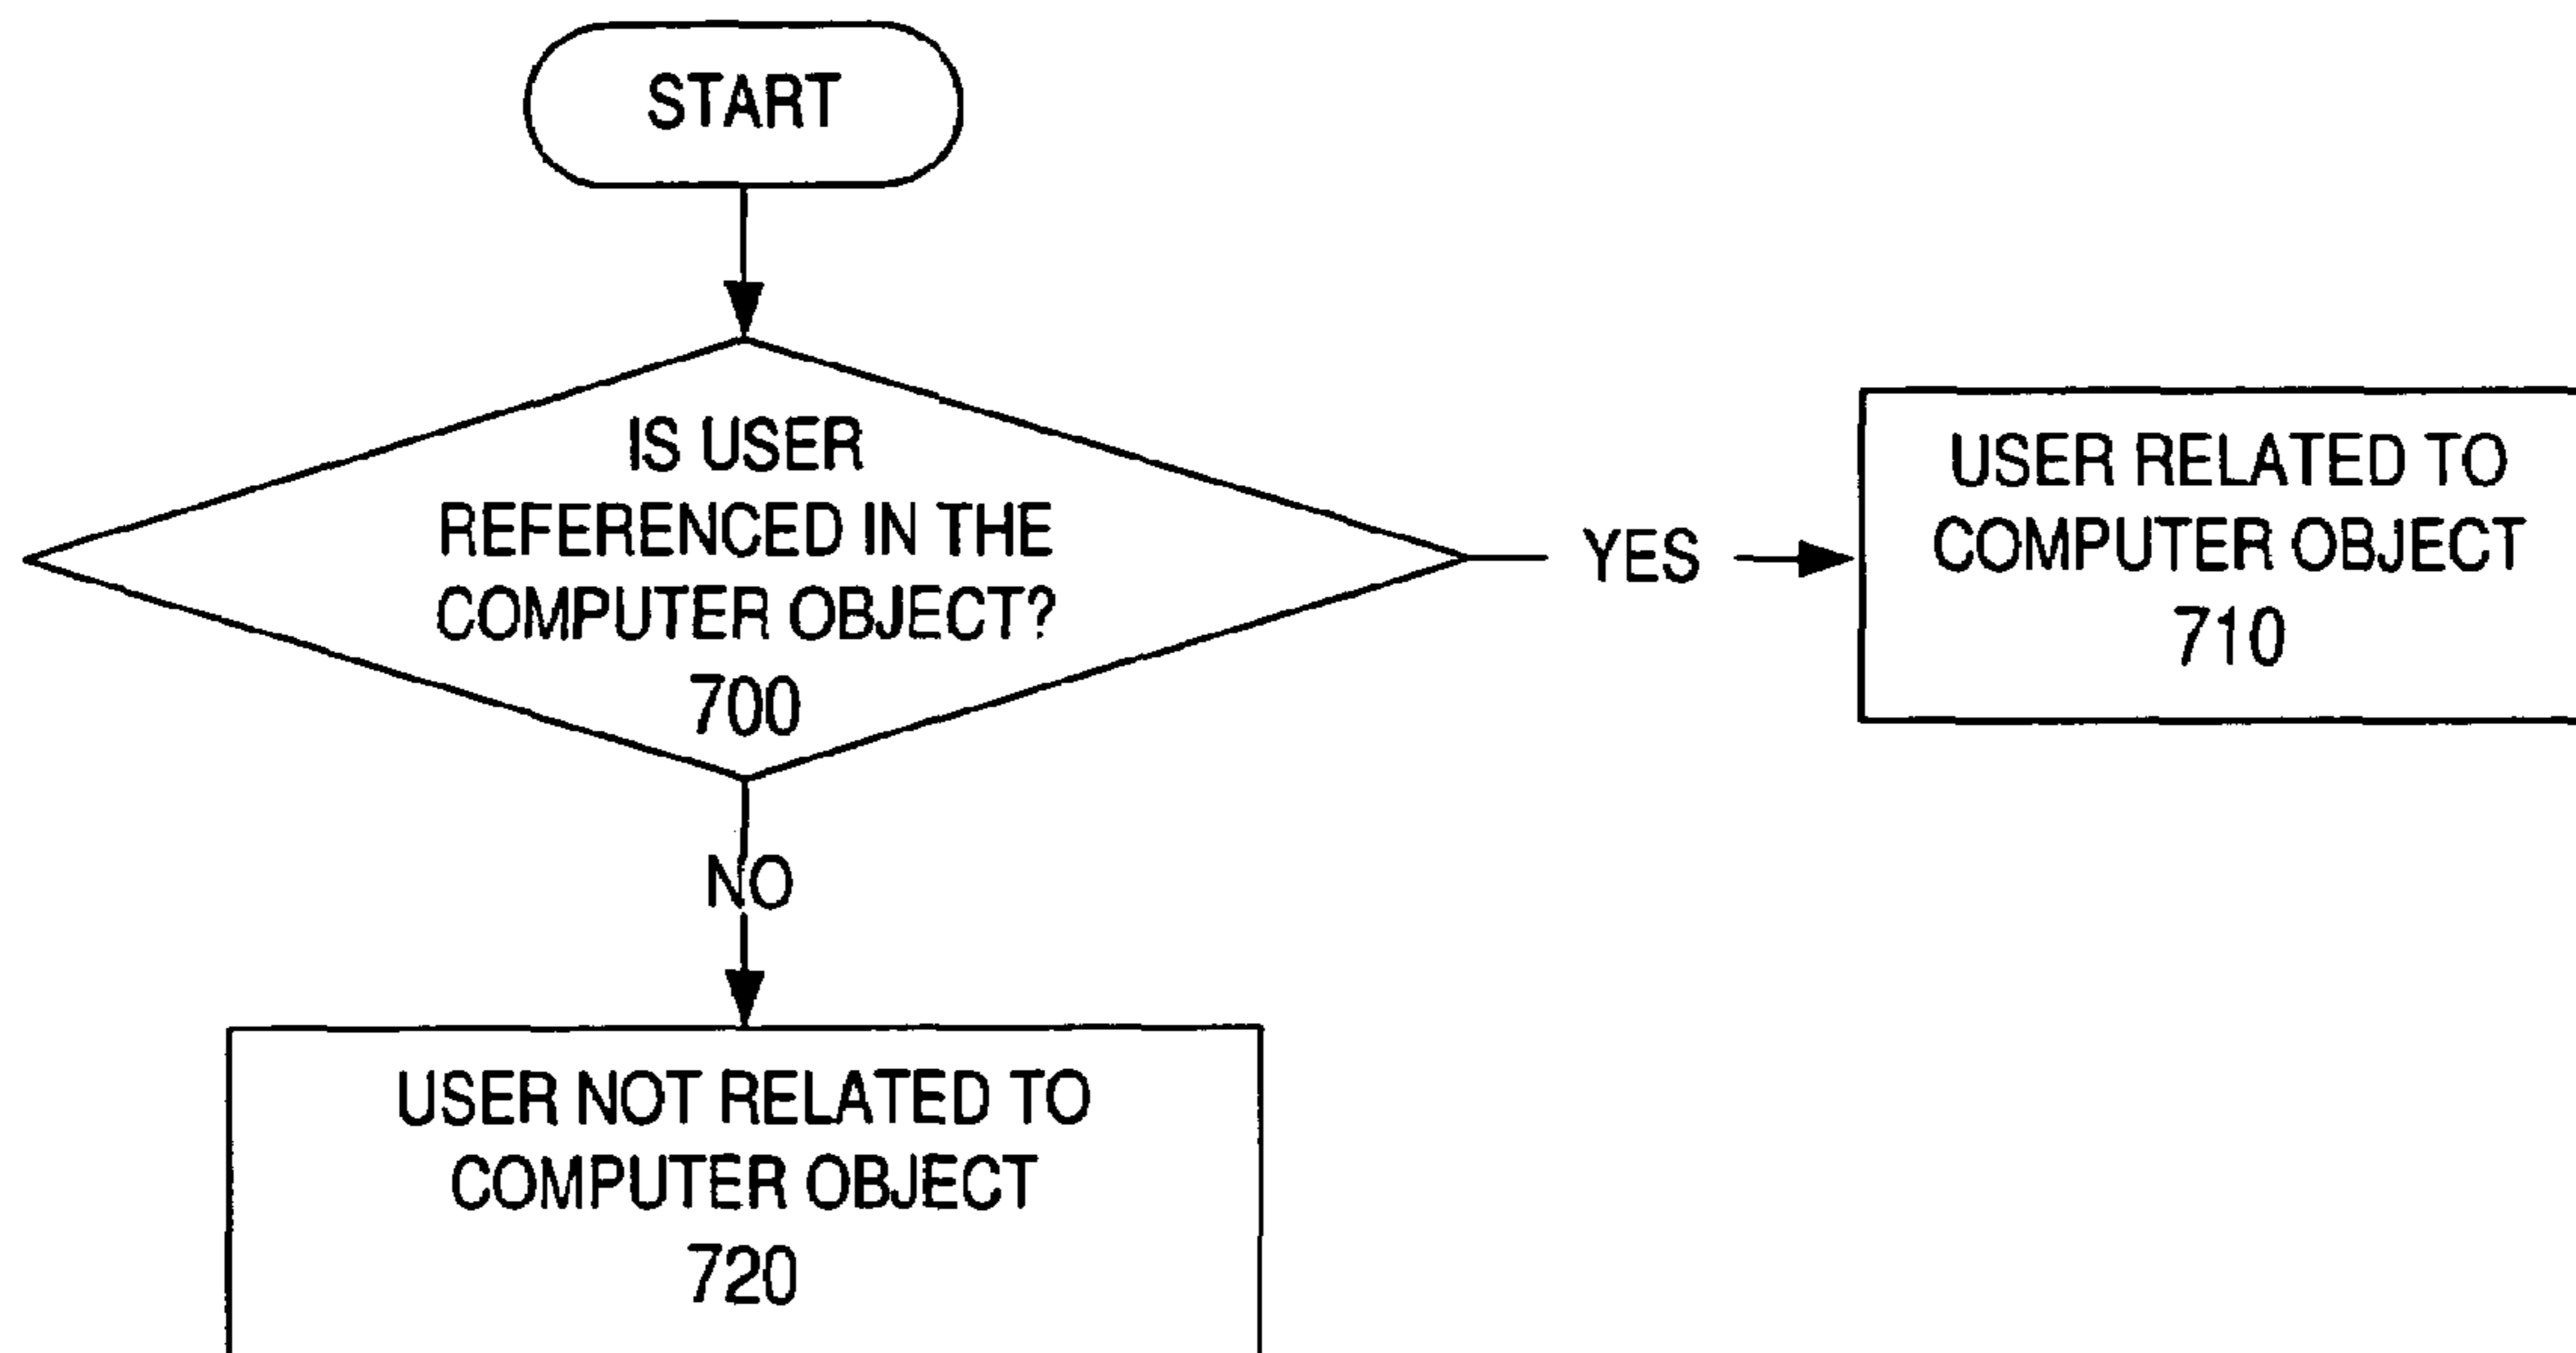 START
IS USER
REFERENCED IN THE
COMPUTER OBJECT?
700
YES
USER RELATED TO
COMPUTER OBJECT
710
NO
USER NOT RELATED TO
COMPUTER OBJECT
720